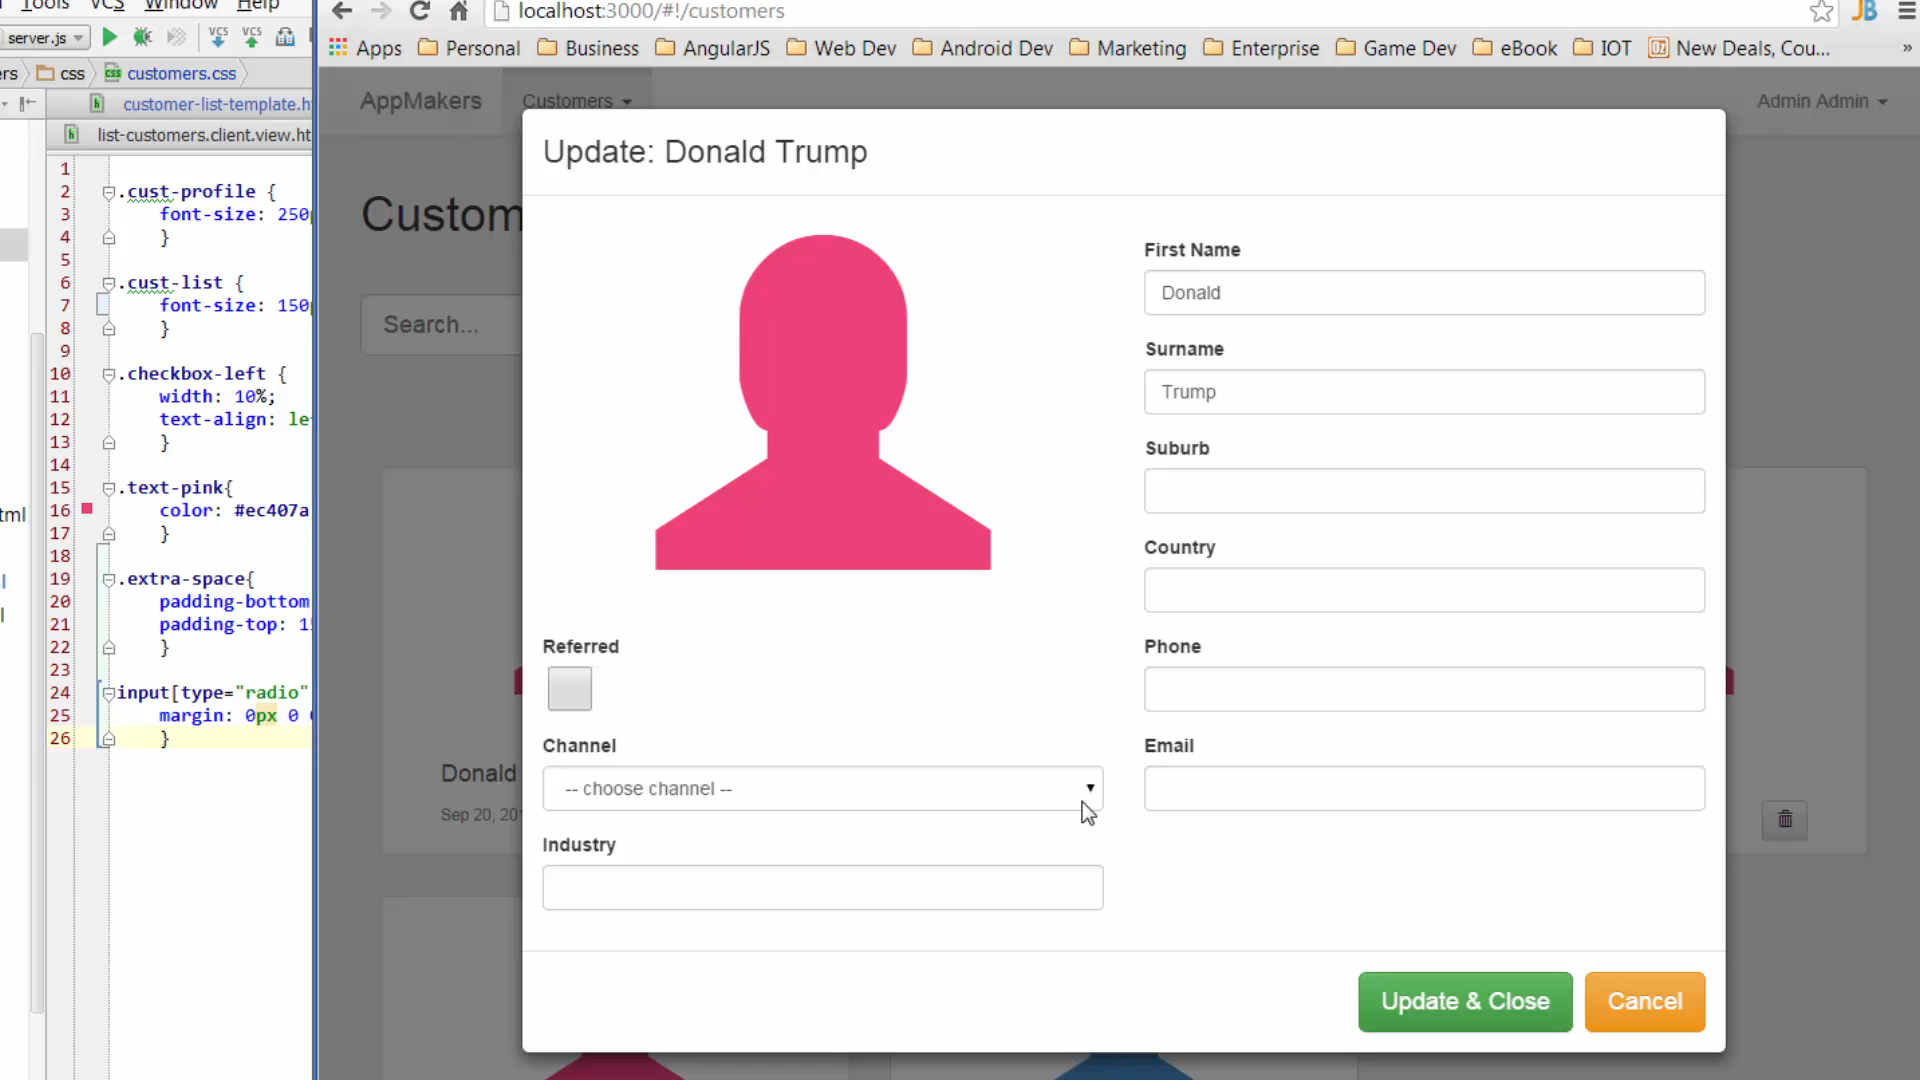 Tools VCS Window Help
server.js
VCS VCS
css customers.css
customer-list-template.h
list-customers.client.view.ht
1
2 .cust-profile {
3 font-size: 250
4 }
5
6 .cust-list {
7 font-size: 150
8 }
9
10 .checkbox-left {
11 width: 10%;
12 text-align: le
13 }
14
15 .text-pink{
16 color: #ec407a
17 }
18
19 .extra-space{
20 padding-bottom
21 padding-top: 1
22 }
23
24 input[type="radio"
25 margin: 0px 0
26 }
tml
localhost:3000/#!/customers
JB
Apps Personal Business AngularJS Web Dev Android Dev Marketing Enterprise Game Dev eBook IOT New Deals, Cou... »
AppMakers Customers Admin Admin
Custom
Search...
Donald
Sep 20, 20
Update: Donald Trump
First Name
Donald
Surname
Trump
Suburb
Country
Referred
Phone
Channel
-- choose channel --
Email
Industry
Update & Close Cancel